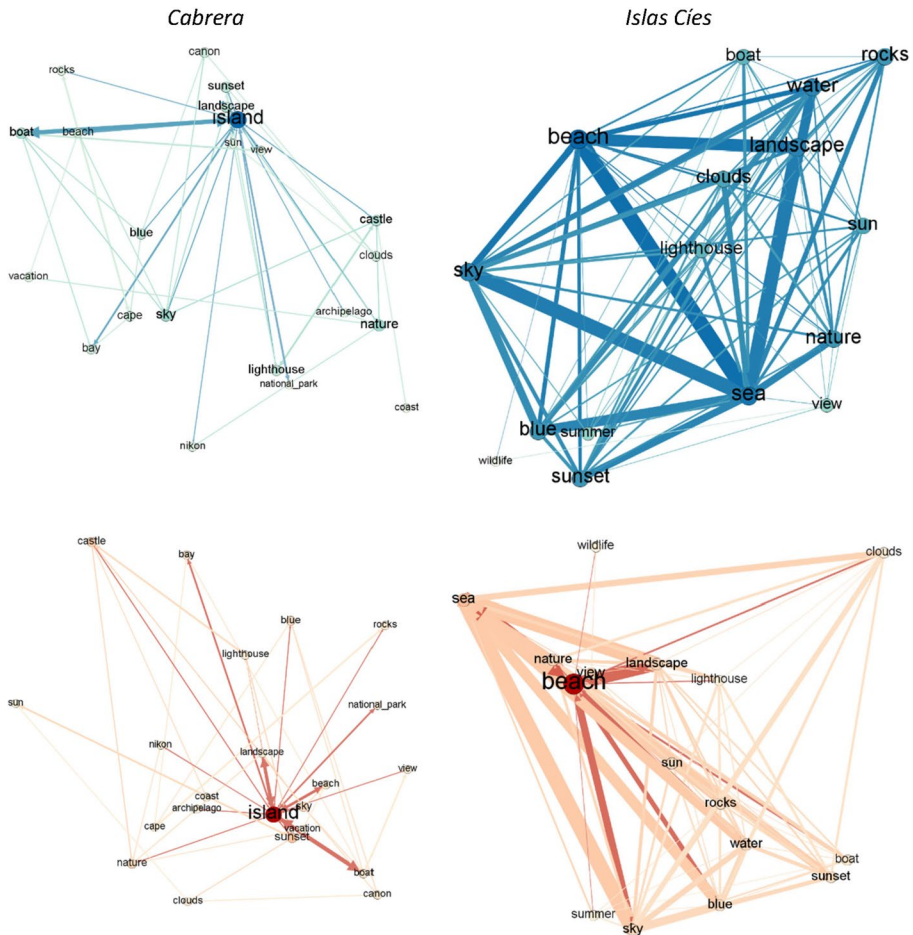 Cabrera
Islas Cíes
canon
rocks
sunset
landscape
island
boat
beach
sun
view
castle
blue
clouds
vacation
cape
sky
archipelago
nature
bay
lighthouse
national_park
coast
nikon
boat
rocks
water
beach
landscape
clouds
sun
lighthouse
sky
nature
sea
view
blue
summer
wildlife
sunset
castle
bay
blue
rocks
lighthouse
sun
national_park
nikon
landscape
view
beach
coast
archipelago
sky
island
cape
vacation
sunset
nature
boat
canon
clouds
wildlife
clouds
sea
nature
view
landscape
beach
lighthouse
sun
rocks
water
boat
sunset
blue
summer
sky